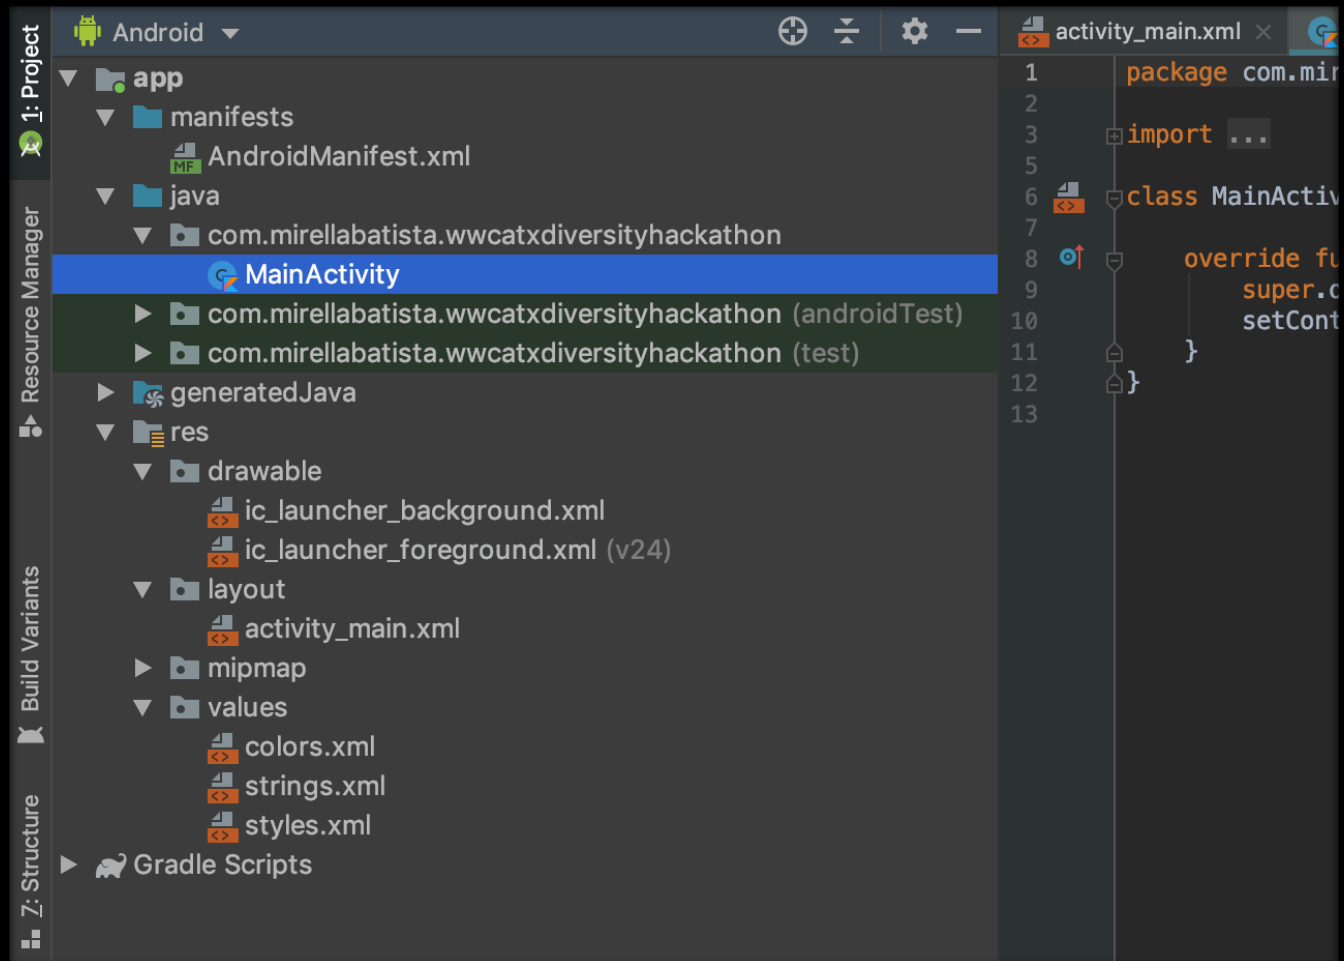 1: Project
Resource Manager
Build Variants
7: Structure
Android
app
manifests
MF
AndroidManifest.xml
java
com.mirellabatista.wwcatxdiversityhackathon
MainActivity
com.mirellabatista.wwcatxdiversityhackathon (androidTest)
com.mirellabatista.wwcatxdiversityhackathon (test)
generatedJava
res
drawable
ic_launcher_background.xml
ic_launcher_foreground.xml (v24)
layout
activity_main.xml
mipmap
values
colors.xml
strings.xml
styles.xml
Gradle Scripts
activity_main.xml
1 package com.mir
2
3 import ...
5
6 class MainActiv
7
8 override fu
9 super.
10 setCont
11 }
12 }
13